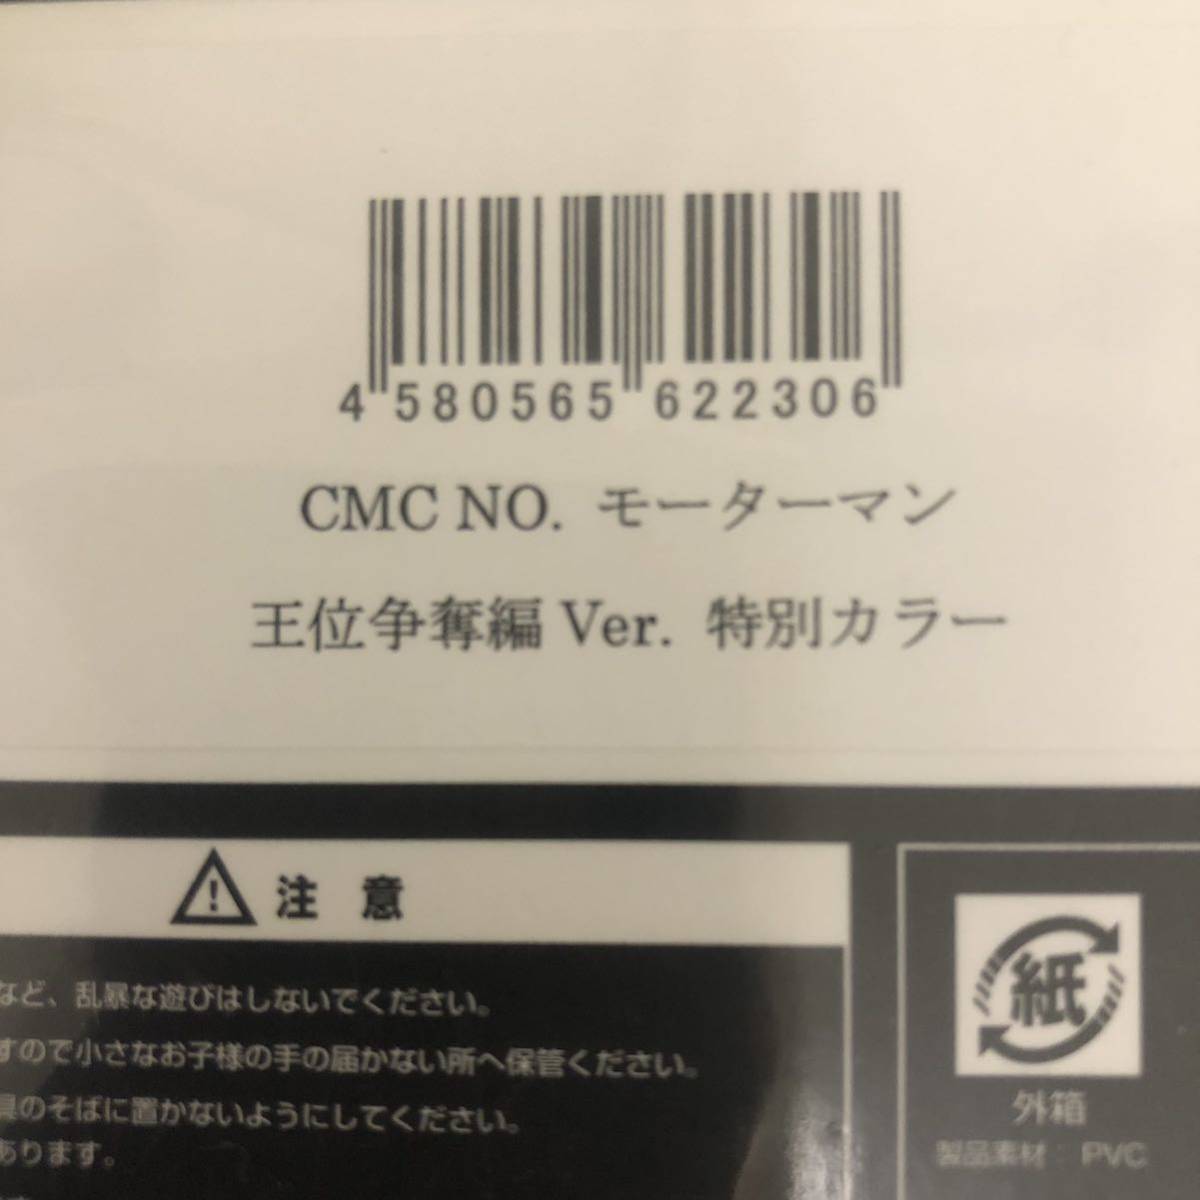 4 580565 622306
CMC NO. モーターマン
王位争奪編 Ver. 特別カラー
注 意
など、乱暴な遊びはしないでください。
すので小さなお子様の手の届かない所へ保管ください。
具のそばに置かないようにしてください。
あります。
紙
外箱
製品素材：PVC